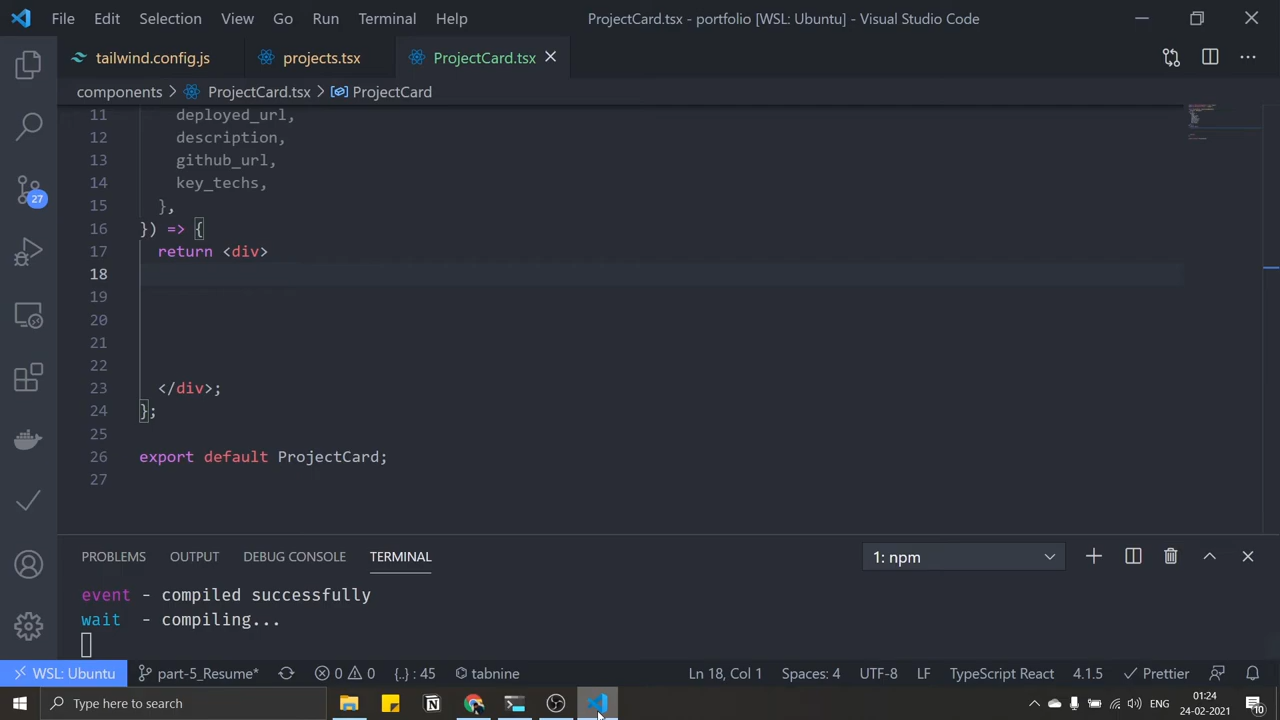 File Edit Selection View Go Run Terminal Help ProjectCard.tsx - portfolio [WSL: Ubuntu] - Visual Studio Code
tailwind.config.js projects.tsx ProjectCard.tsx
components > ProjectCard.tsx > ProjectCard
11 deployed_url,
12 description,
13 github_url,
14 key_techs,
15 },
16 }) => {
17 return <div>
18
19
20
21
22
23 </div>;
24 };
25
26 export default ProjectCard;
27
27
PROBLEMS OUTPUT DEBUG CONSOLE TERMINAL 1: npm
event - compiled successfully
wait - compiling...
WSL: Ubuntu part-5_Resume* 0 0 {..} : 45 tabnine Ln 18, Col 1 Spaces: 4 UTF-8 LF TypeScript React 4.1.5 Prettier
Type here to search
01:24
24-02-2021
10